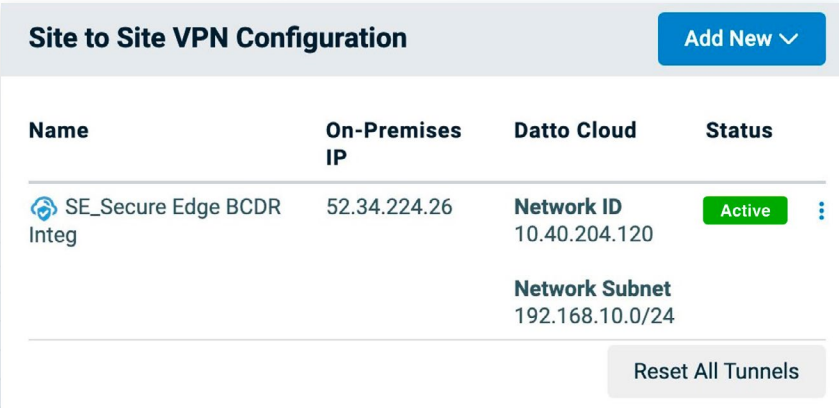 Site to Site VPN Configuration
Add New
Name
On-Premises
IP
Datto Cloud
Status
SE_Secure Edge BCDR
Integ
52.34.224.26
Network ID
10.40.204.120
Network Subnet
192.168.10.0/24
Active
Reset All Tunnels